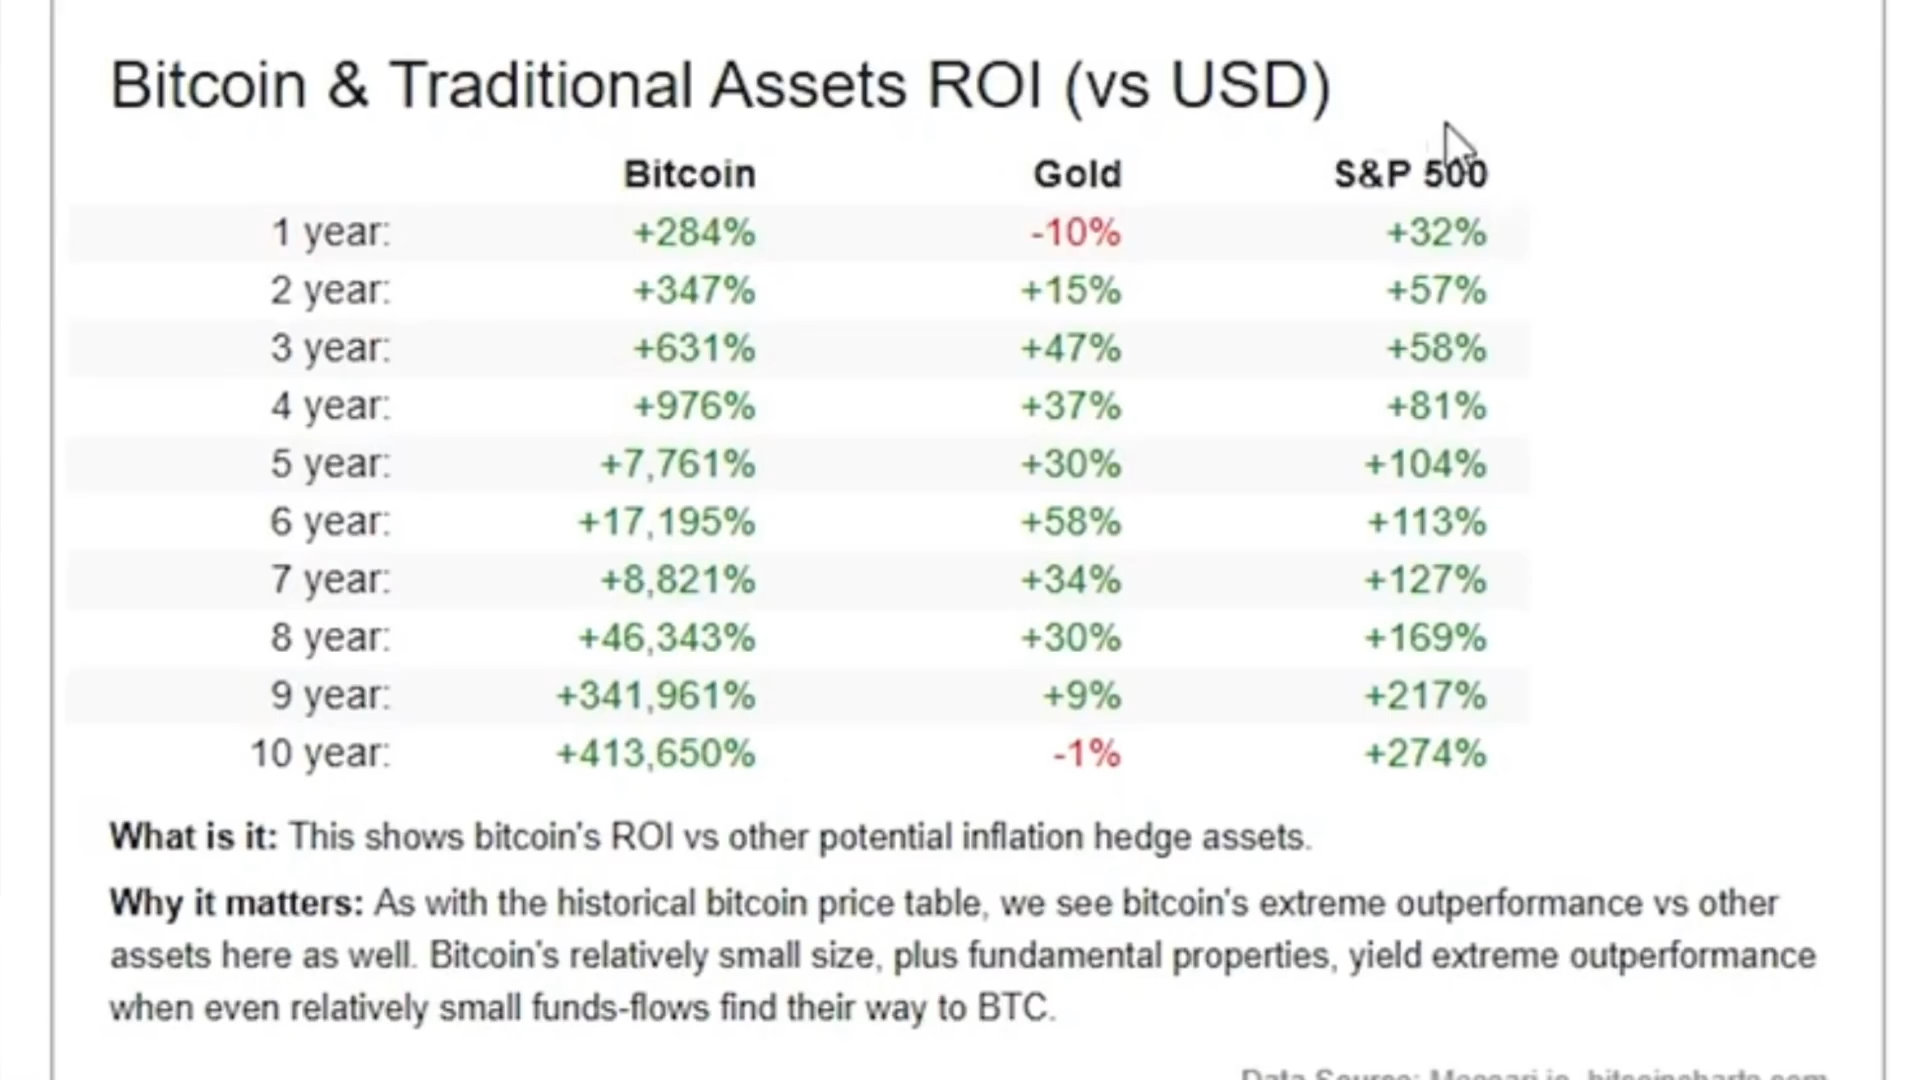 Bitcoin & Traditional Assets ROI (vs USD)
Bitcoin Gold S&P 500
1 year: +284% -10% +32%
2 year: +347% +15% +57%
3 year: +631% +47% +58%
4 year: +976% +37% +81%
5 year: +7,761% +30% +104%
6 year: +17,195% +58% +113%
7 year: +8,821% +34% +127%
8 year: +46,343% +30% +169%
9 year: +341,961% +9% +217%
10 year: +413,650% -1% +274%
What is it: This shows bitcoin's ROI vs other potential inflation hedge assets.
Why it matters: As with the historical bitcoin price table, we see bitcoin's extreme outperformance vs other
assets here as well. Bitcoin's relatively small size, plus fundamental properties, yield extreme outperformance
when even relatively small funds-flows find their way to BTC.
Data Source: Messari.io, bitcoincharts.com